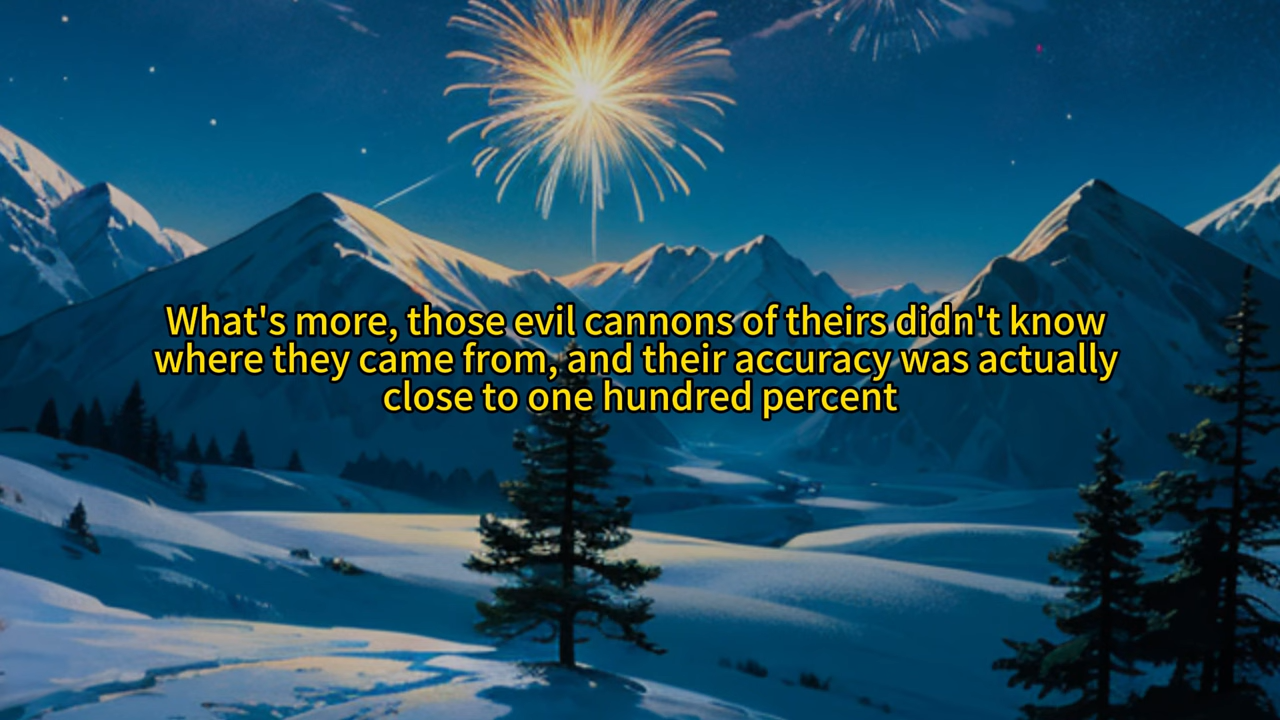 What's more, those evil cannons of theirs didn't know
where they came from, and their accuracy was actually
close to one hundred percent